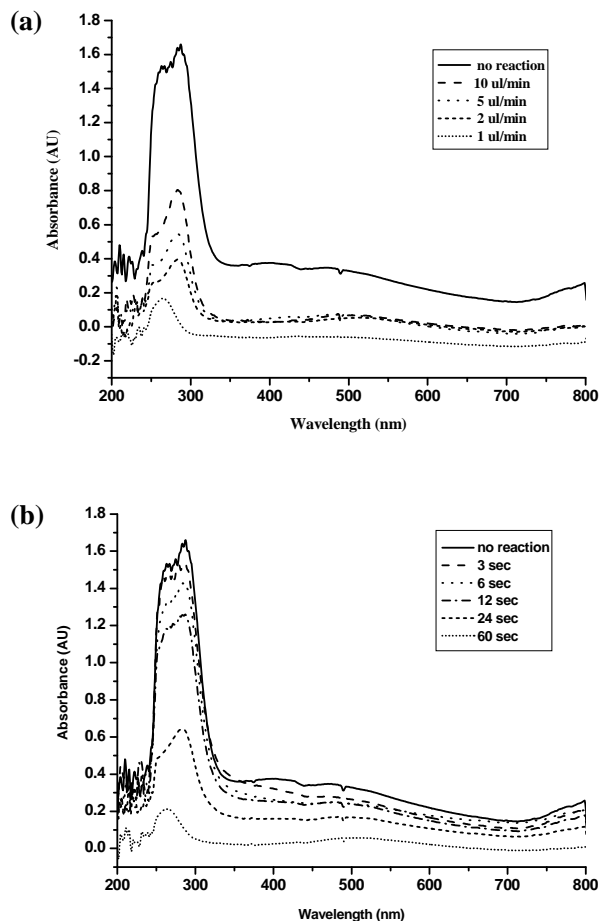 (a)
1.8
1.6
1.4
1.2
1.0
0.8
0.6
0.4
0.2
0.0
-0.2
Absorbance (AU)
no reaction
10 ul/min
5 ul/min
2 ul/min
1 ul/min
200 300 400 500 600 700 800
Wavelength (nm)
(b)
1.8
1.6
1.4
1.2
1.0
0.8
0.6
0.4
0.2
0.0
Absorbance (AU)
no reaction
3 sec
6 sec
12 sec
24 sec
60 sec
200 300 400 500 600 700 800
Wavelength (nm)